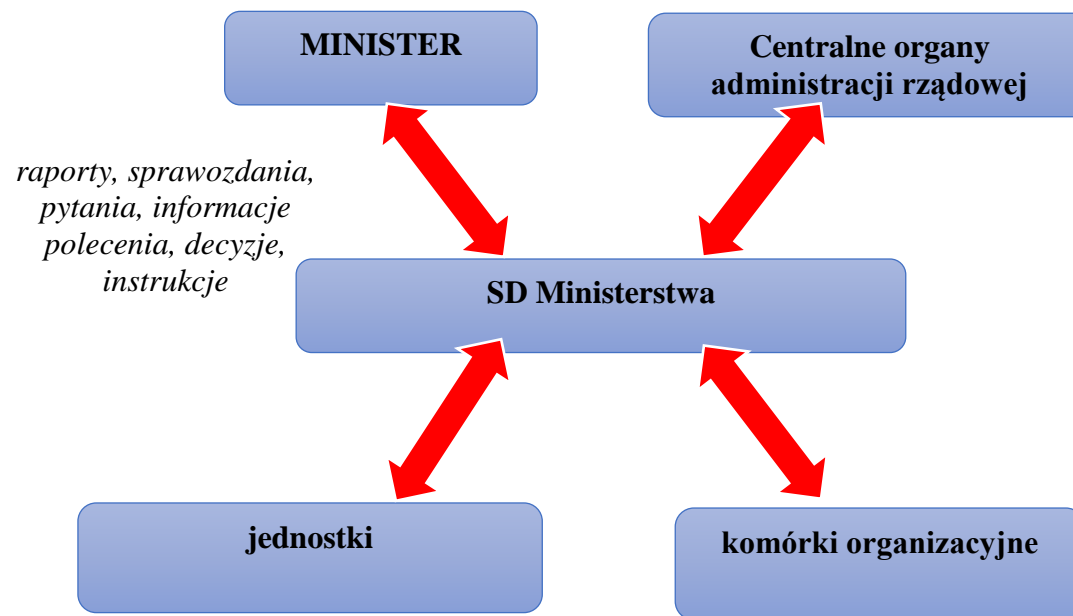 MINISTER
Centralne organy
administracji rządowej
raporty, sprawozdania,
pytania, informacje
polecenia, decyzje,
instrukcje
SD Ministerstwa
jednostki
komórki organizacyjne